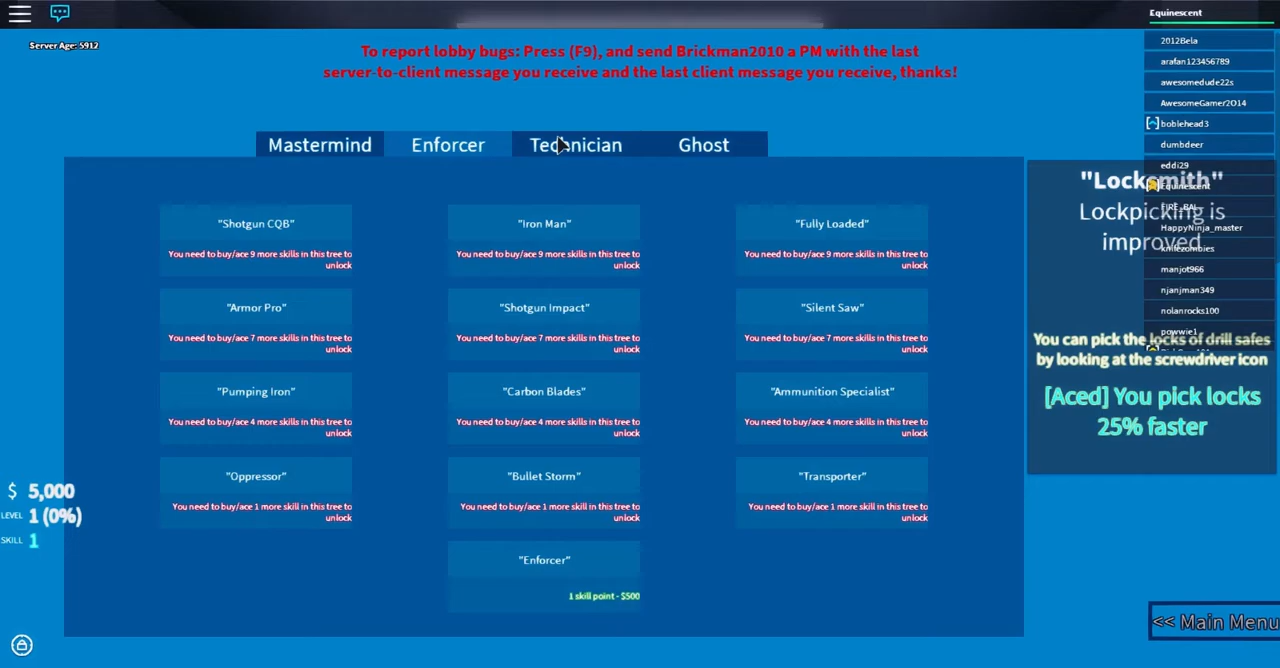 Equinescent
Server Age: 5912
To report lobby bugs: Press (F9), and send Brickman2010 a PM with the last
server-to-client message you receive and the last client message you receive, thanks!
2012Bela
arafan123456789
awesomedude22s
AwesomeGamer2014
boblehead3
dumbdeer
eddi29
Equinescent
HappyNinja_master
knifezombies
manjot966
njanjman349
nolanrocks100
powwie1
Mastermind
Enforcer
Technician
Ghost
"Shotgun CQB"
You need to buy/ace 9 more skills in this tree to
unlock
"Iron Man"
You need to buy/ace 9 more skills in this tree to
unlock
"Fully Loaded"
You need to buy/ace 9 more skills in this tree to
unlock
"Armor Pro"
You need to buy/ace 7 more skills in this tree to
unlock
"Shotgun Impact"
You need to buy/ace 7 more skills in this tree to
unlock
"Silent Saw"
You need to buy/ace 7 more skills in this tree to
unlock
"Pumping Iron"
You need to buy/ace 4 more skills in this tree to
unlock
"Carbon Blades"
You need to buy/ace 4 more skills in this tree to
unlock
"Ammunition Specialist"
You need to buy/ace 4 more skills in this tree to
unlock
"Oppressor"
You need to buy/ace 1 more skill in this tree to
unlock
"Bullet Storm"
You need to buy/ace 1 more skill in this tree to
unlock
"Transporter"
You need to buy/ace 1 more skill in this tree to
unlock
"Enforcer"
1 skill point - $500
"Locksmith"
Lockpicking is
improved
You can pick the locks of drill safes
by looking at the screwdriver icon
[Aced] You pick locks
25% faster
$ 5,000
LEVEL 1 (0%)
SKILL 1
<< Main Menu